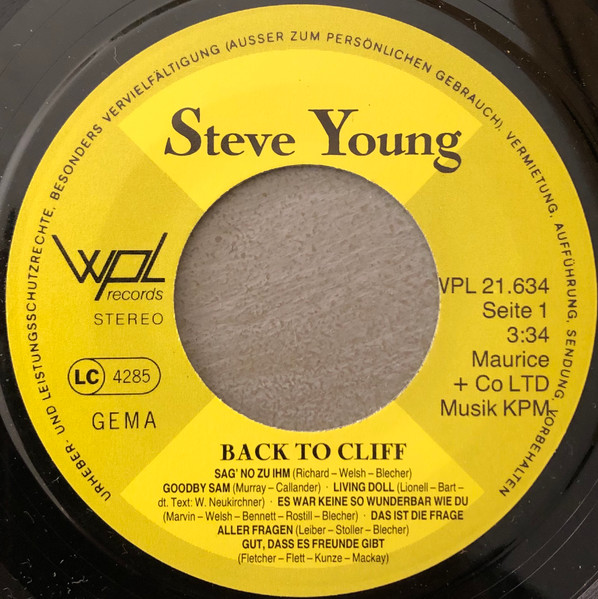 URHEBER- UND LEISTUNGSSCHUTZRECHTE, BESONDERS VERVIELFÄLTIGUNG (AUSSER ZUM PERSÖNLICHEN GEBRAUCH), VERMIETUNG, AUFFÜHRUNG, SENDUNG, VORBEHALTEN
Steve Young
wpl
records
STEREO
LC 4285
GEMA
WPL 21.634
Seite 1
3:34
Maurice
+ Co LTD
Musik KPM
BACK TO CLIFF
SAG' NO ZU IHM (Richard – Welsh – Blecher)
GOODBY SAM (Murray – Callander) · LIVING DOLL (Lionell – Bart –
dt. Text: W. Neukirchner) · ES WAR KEINE SO WUNDERBAR WIE DU
(Marvin – Welsh – Bennett – Rostill – Blecher) · DAS IST DIE FRAGE
ALLER FRAGEN (Leiber – Stoller – Blecher)
GUT, DASS ES FREUNDE GIBT
(Fletcher – Flett – Kunze – Mackay)